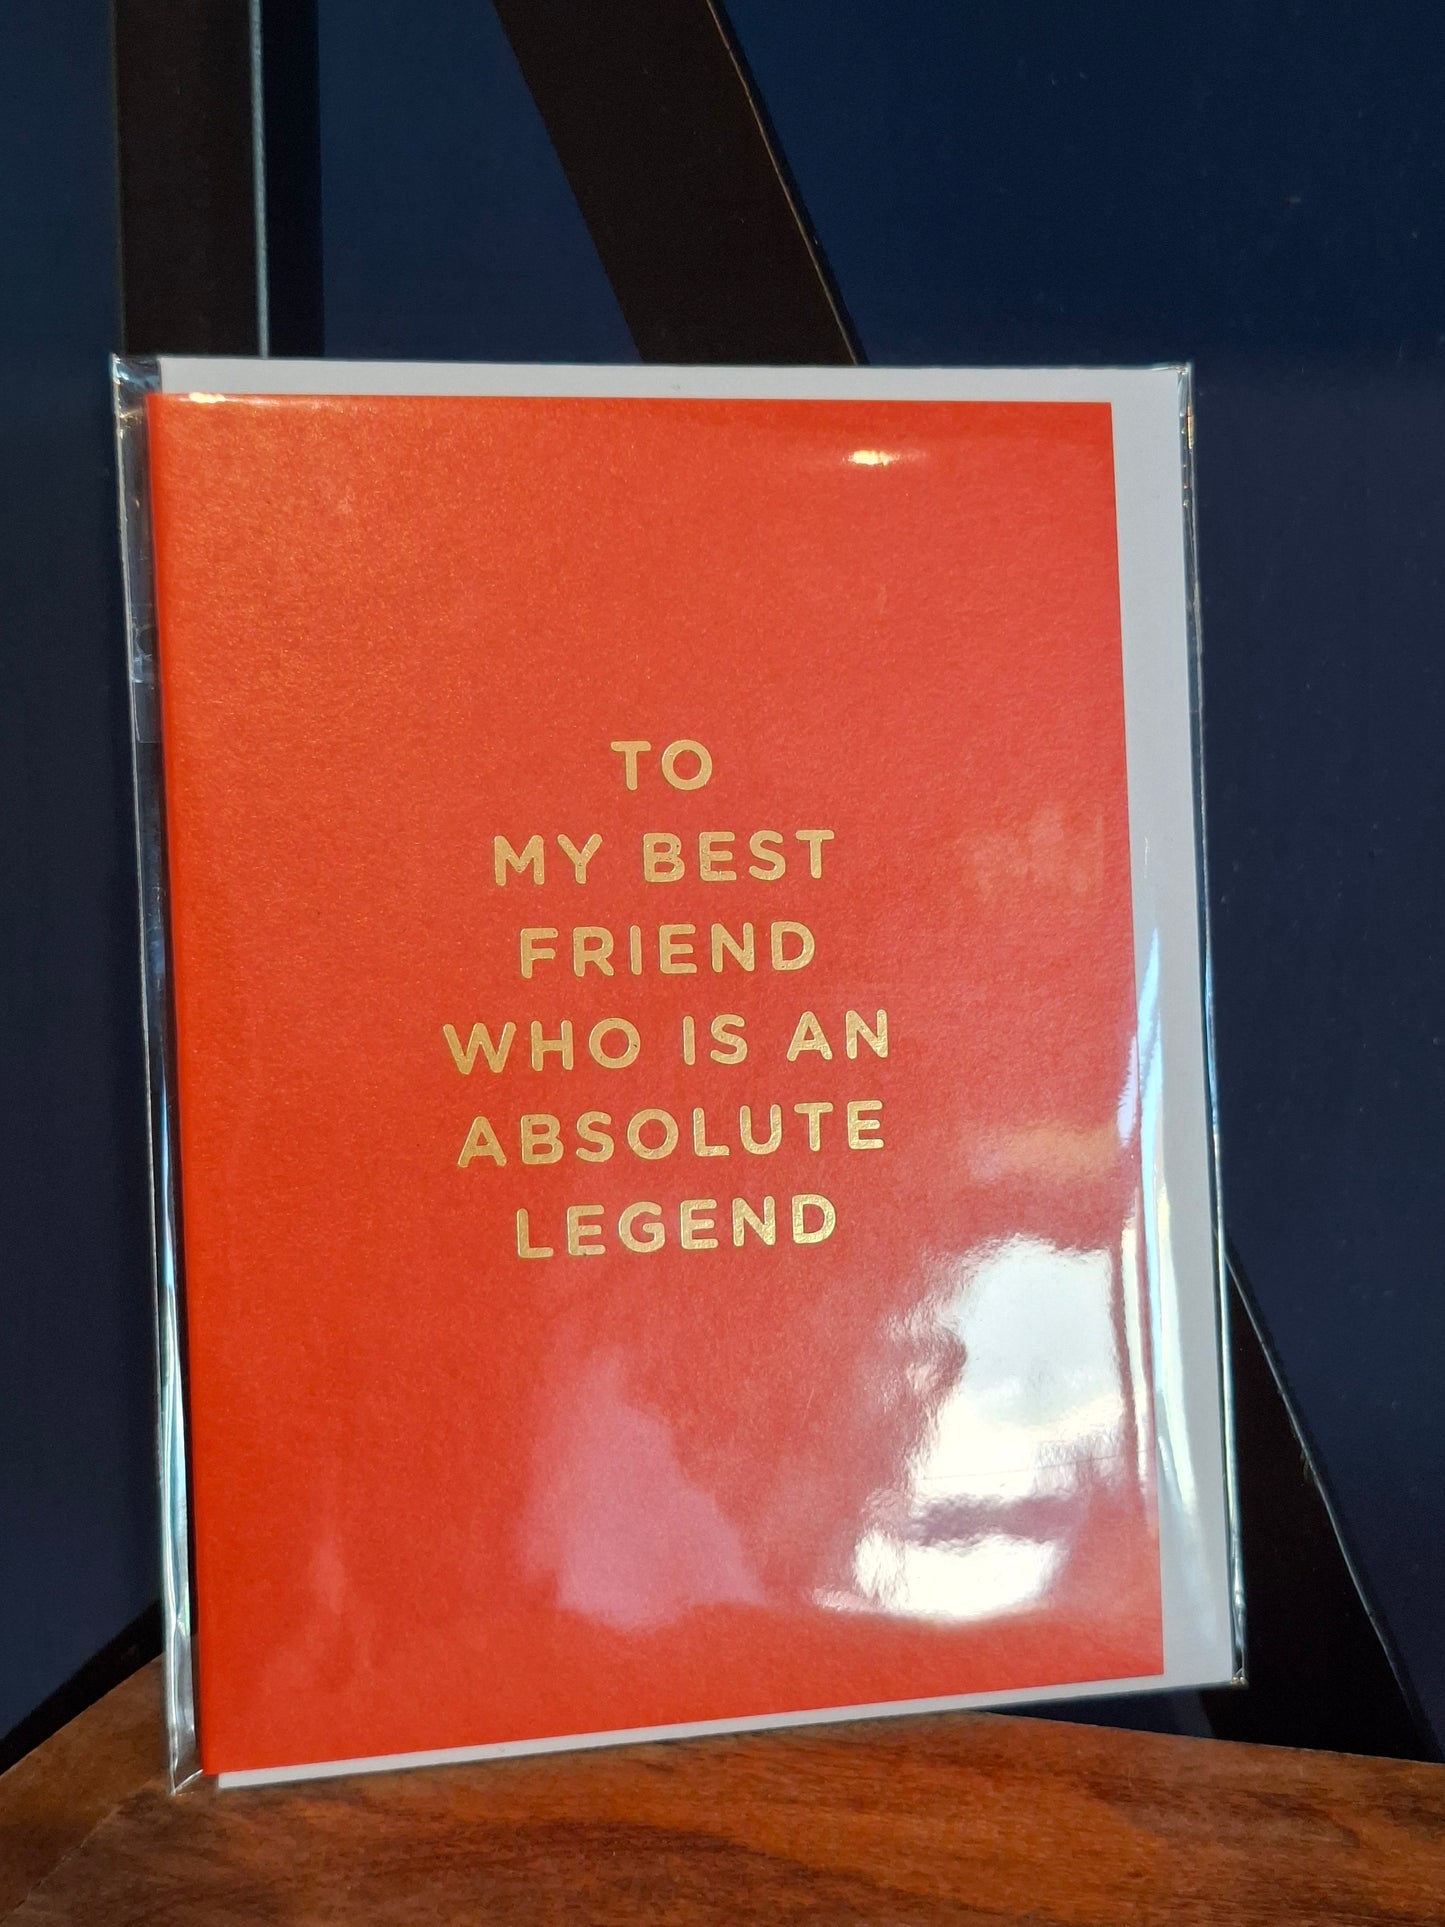 TO
MY BEST
FRIEND
WHO IS AN
ABSOLUTE
LEGEND